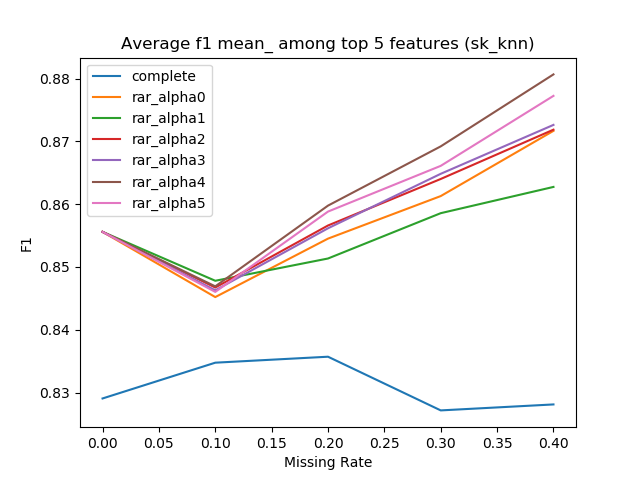 Average f1 mean_ among top 5 features (sk_knn)
complete
rar_alpha0
rar_alpha1
rar_alpha2
rar_alpha3
rar_alpha4
rar_alpha5
0.88
0.87
0.86
0.85
0.84
0.83
F1
0.00 0.05 0.10 0.15 0.20 0.25 0.30 0.35 0.40
Missing Rate